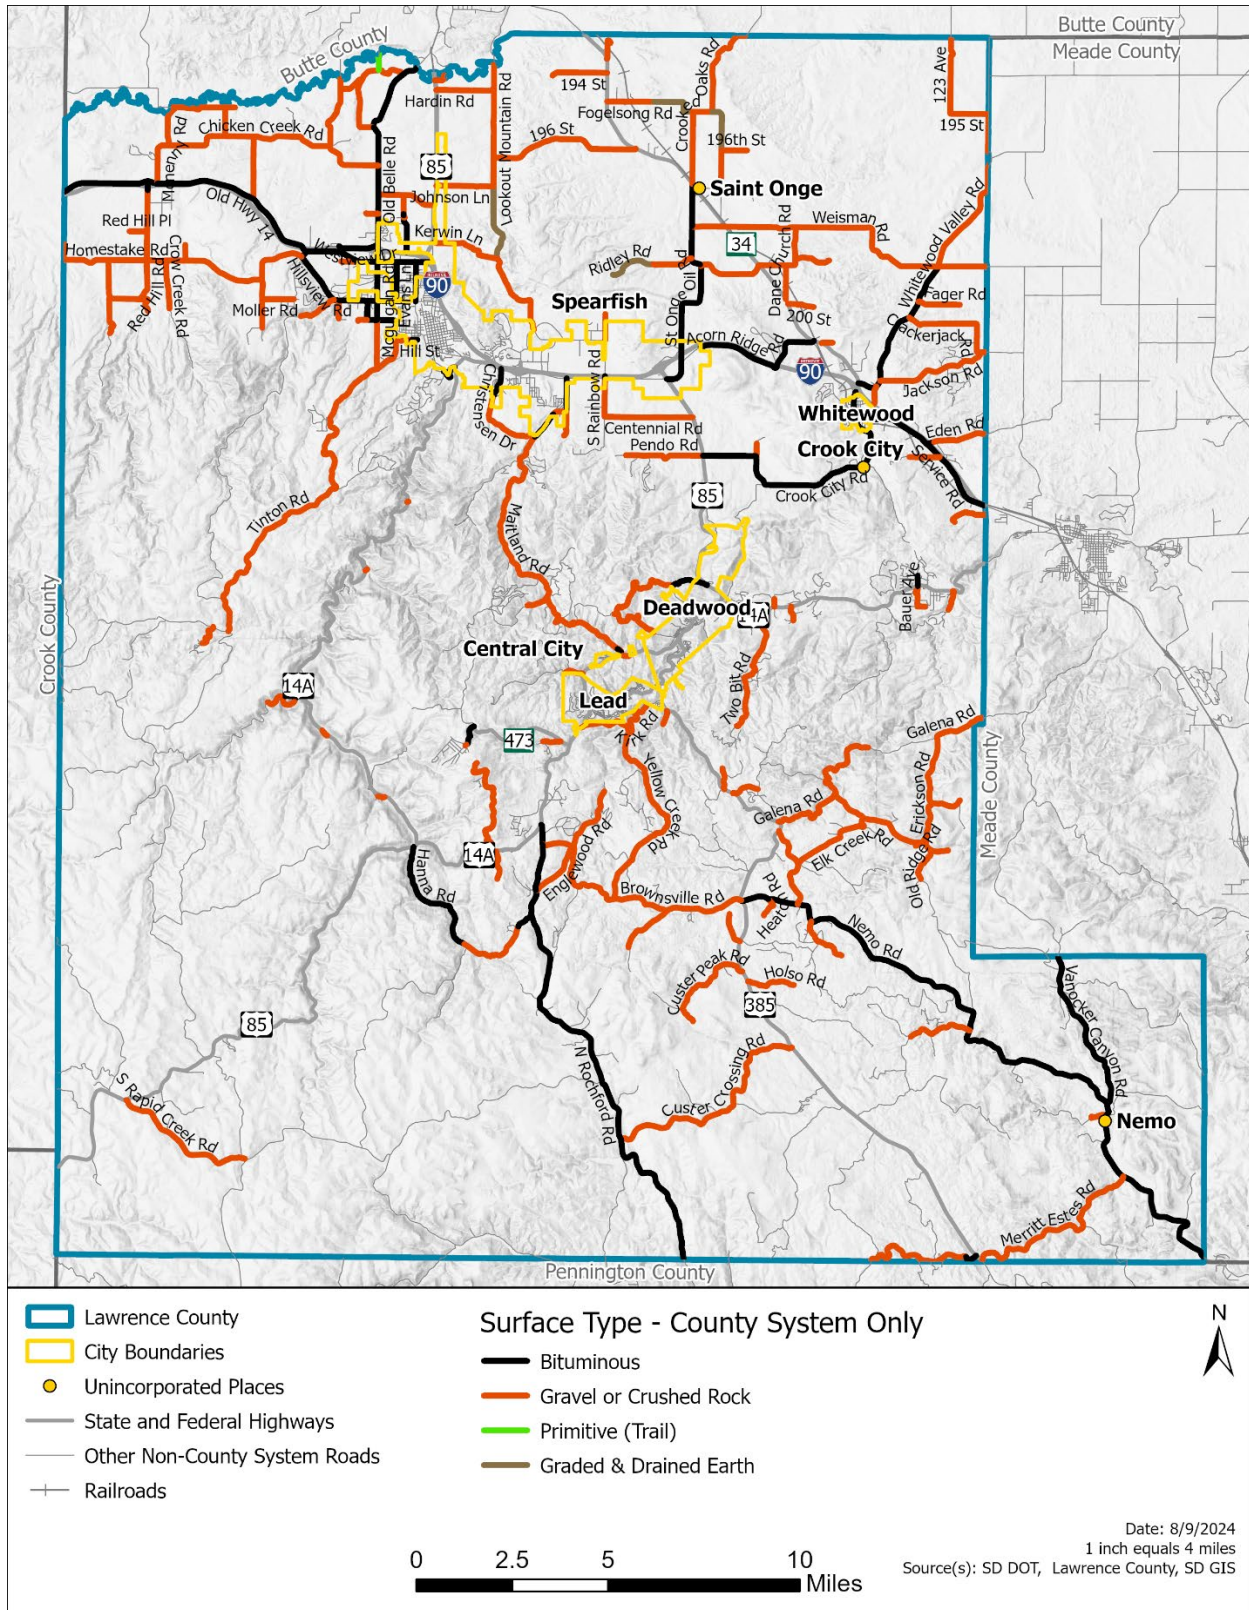 Butte County
Butte County
Meade County
Oaks Rd
123 Ave
194 St
Hardin Rd
Fogelsong Rd
Crooked
195 St
Mcnenny Rd
Chicken Creek Rd
196 St
196th St
Lookout Mountain Rd
85
Old Belle Rd
Johnson Ln
Saint Onge
Old Hwy 14
Red Hill Pl
Weisman Rd
Whitewood Valley Rd
Kerwin Ln
34
Homestake Rd
Westview Dr
Ridley Rd
Dane Church Rd
Crow Creek Rd
Red Hill Rd
Hillsview Rd
Evans Ln
90
Spearfish
St Onge Oil Rd
Fager Rd
Moller Rd
Mcguigan Rd
200 St
Crackerjack Rd
Hill St
Acorn Ridge Rd
90
Jackson Rd
Christensen Dr
S Rainbow Rd
Whitewood
Centennial Rd
Eden Rd
Pendo Rd
Crook City
Service Rd
Crook City Rd
85
Tinton Rd
Maitland Rd
Crook County
Deadwood
14A
Bauer Ave
Central City
14A
Lead
Two Bit Rd
Kirk Rd
Galena Rd
473
Yellow Creek Rd
Erickson Rd
Meade County
Galena Rd
14A
Elk Creek Rd
Old Ridge Rd
Hanna Rd
Englewood Rd
Brownsville Rd
Heaton Rd
Nemo Rd
Custer Peak Rd
Holso Rd
385
Vanocker Canyon Rd
85
N Rochford Rd
Custer Crossing Rd
S Rapid Creek Rd
Nemo
Merritt Estes Rd
Pennington County
Lawrence County
City Boundaries
Unincorporated Places
State and Federal Highways
Other Non-County System Roads
Railroads
Surface Type - County System Only
Bituminous
Gravel or Crushed Rock
Primitive (Trail)
Graded & Drained Earth
N
0 2.5 5 10
Miles
Date: 8/9/2024
1 inch equals 4 miles
Source(s): SD DOT, Lawrence County, SD GIS